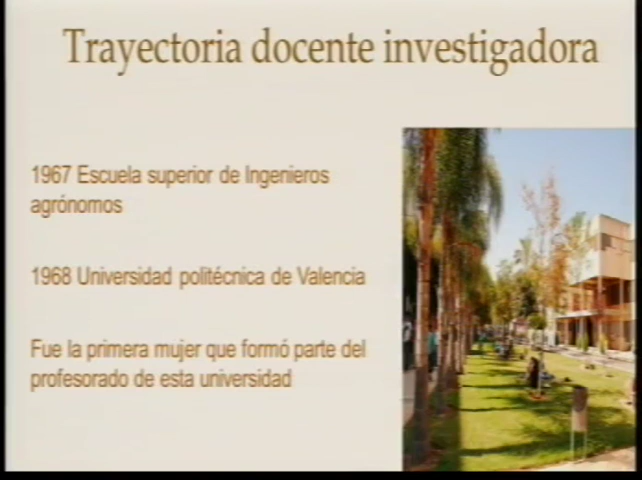 Trayectoria docente investigadora
1967 Escuela superior de Ingenieros
agrónomos
1968 Universidad politécnica de Valencia
Fue la primera mujer que formó parte del
profesorado de esta universidad